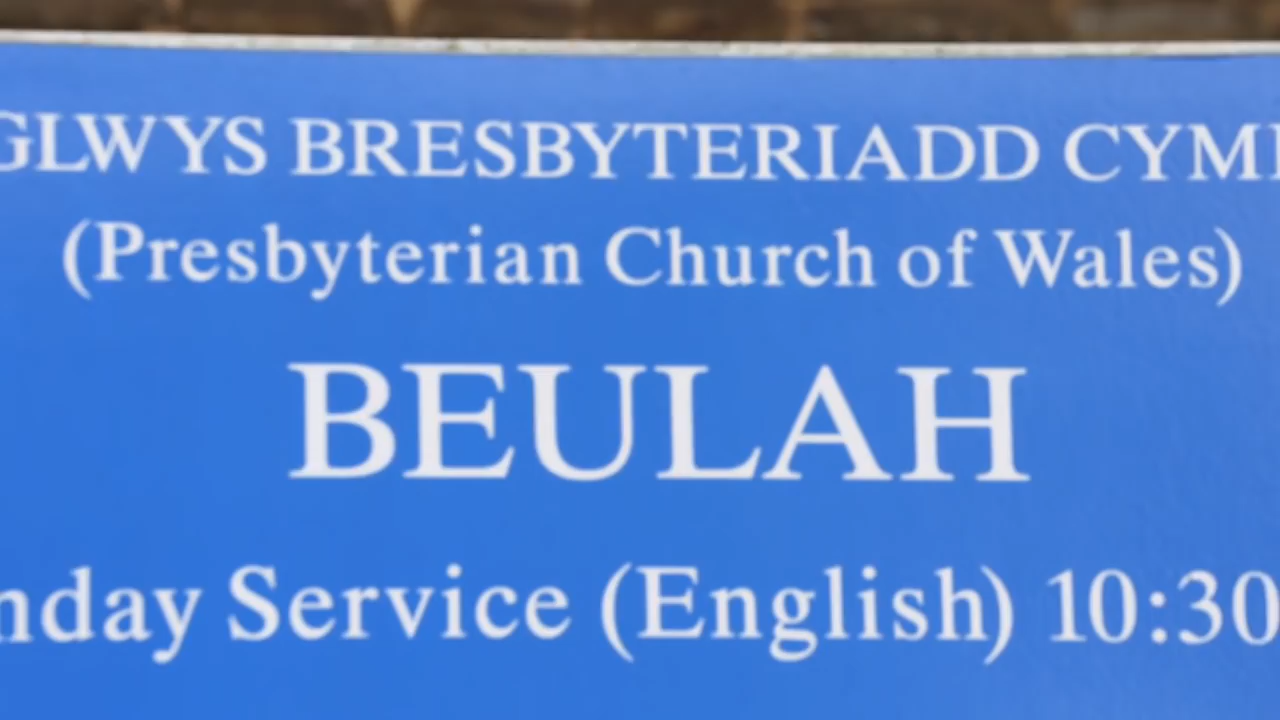 GLWYS BRESBYTERIADD CYM
(Presbyterian Church of Wales)
BEULAH
nday Service (English) 10:30